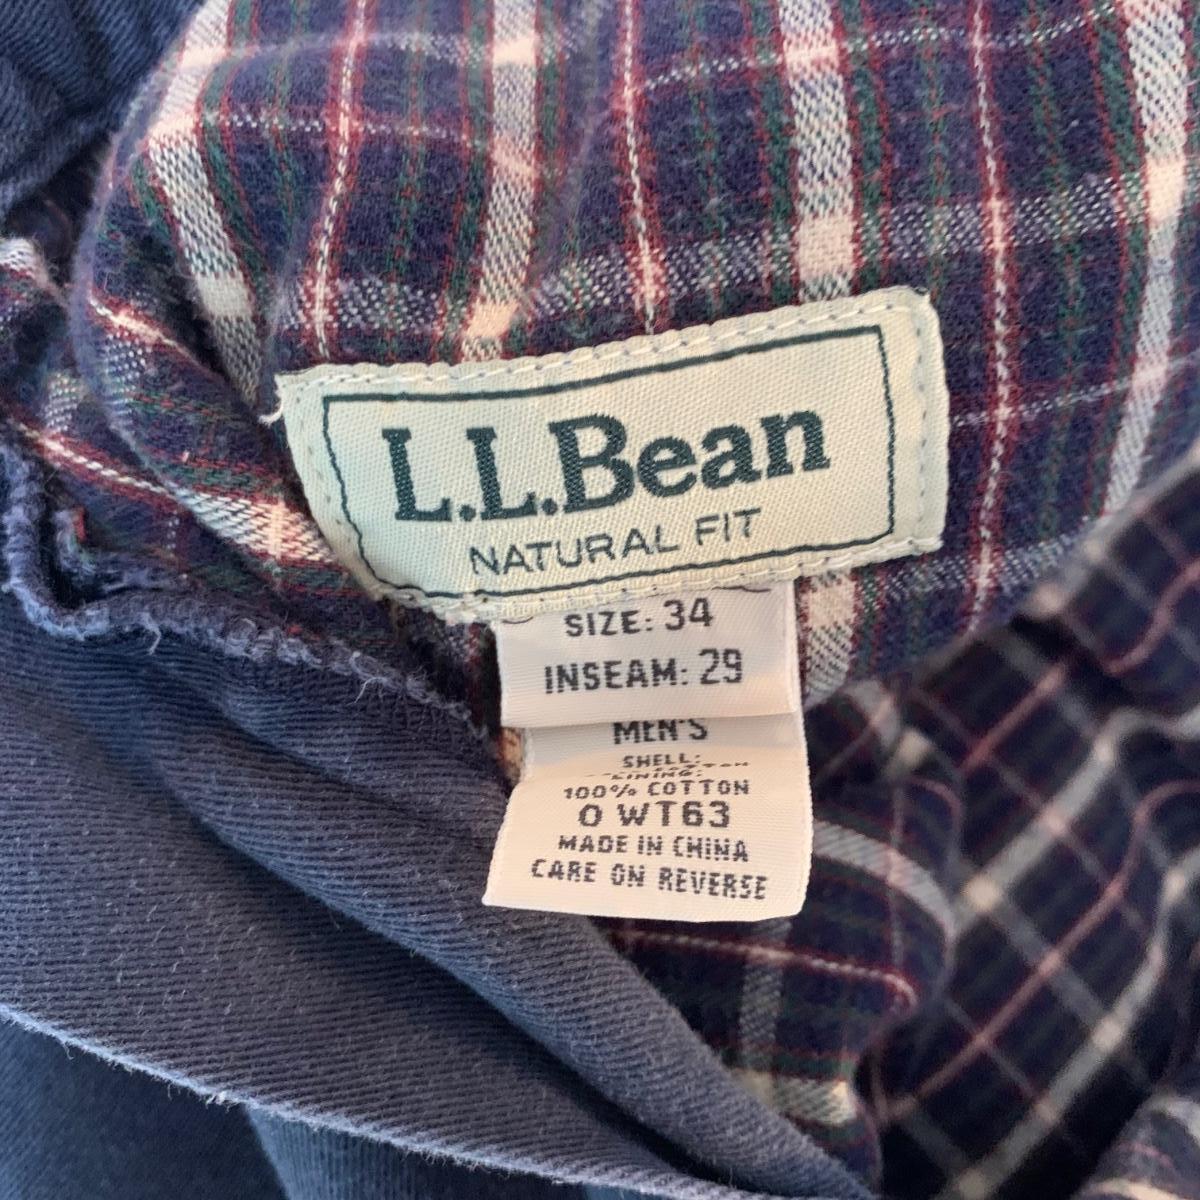 L.L.Bean
NATURAL FIT
SIZE: 34
INSEAM: 29
MEN'S
SHELL:
LINING:
100% COTTON
0 WT63
MADE IN CHINA
CARE ON REVERSE